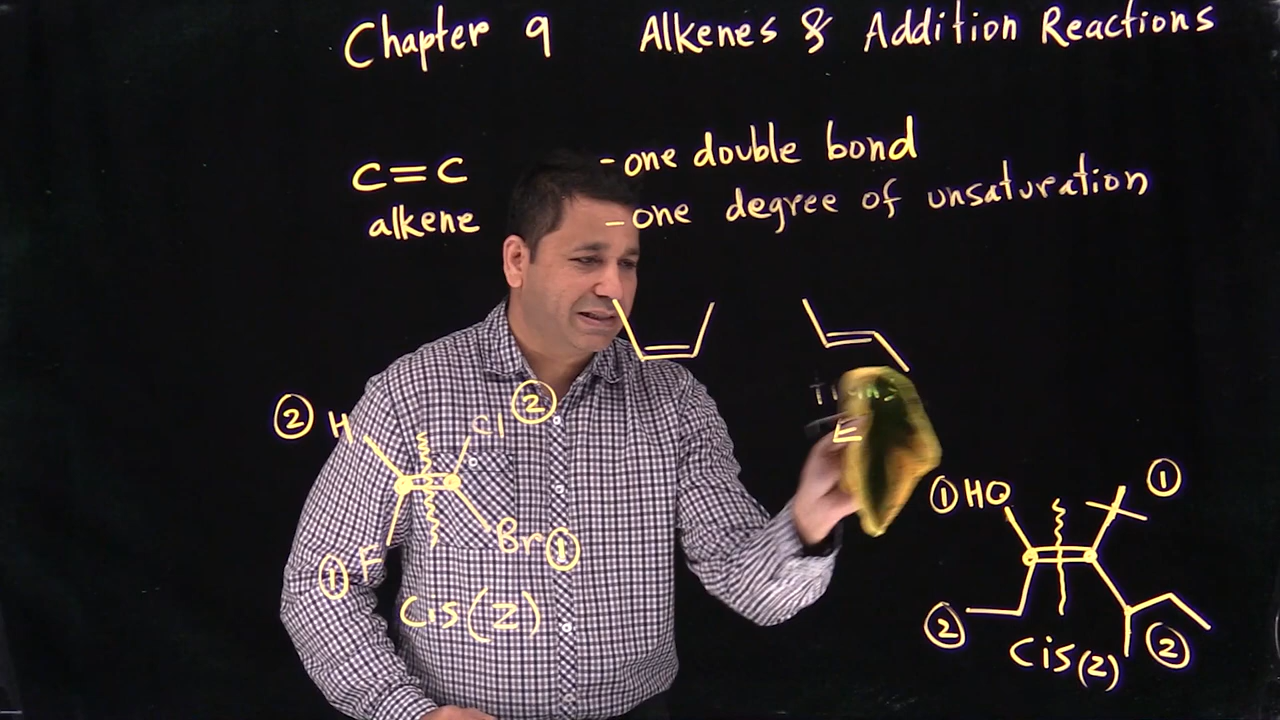 Chapter 9 Alkenes & Addition Reactions
C=C
alkene
- one double bond
- one degree of unsaturation
E
② H Cl ②
① F Br ①
Cis(Z)
① HO ①
② ②
Cis(Z)